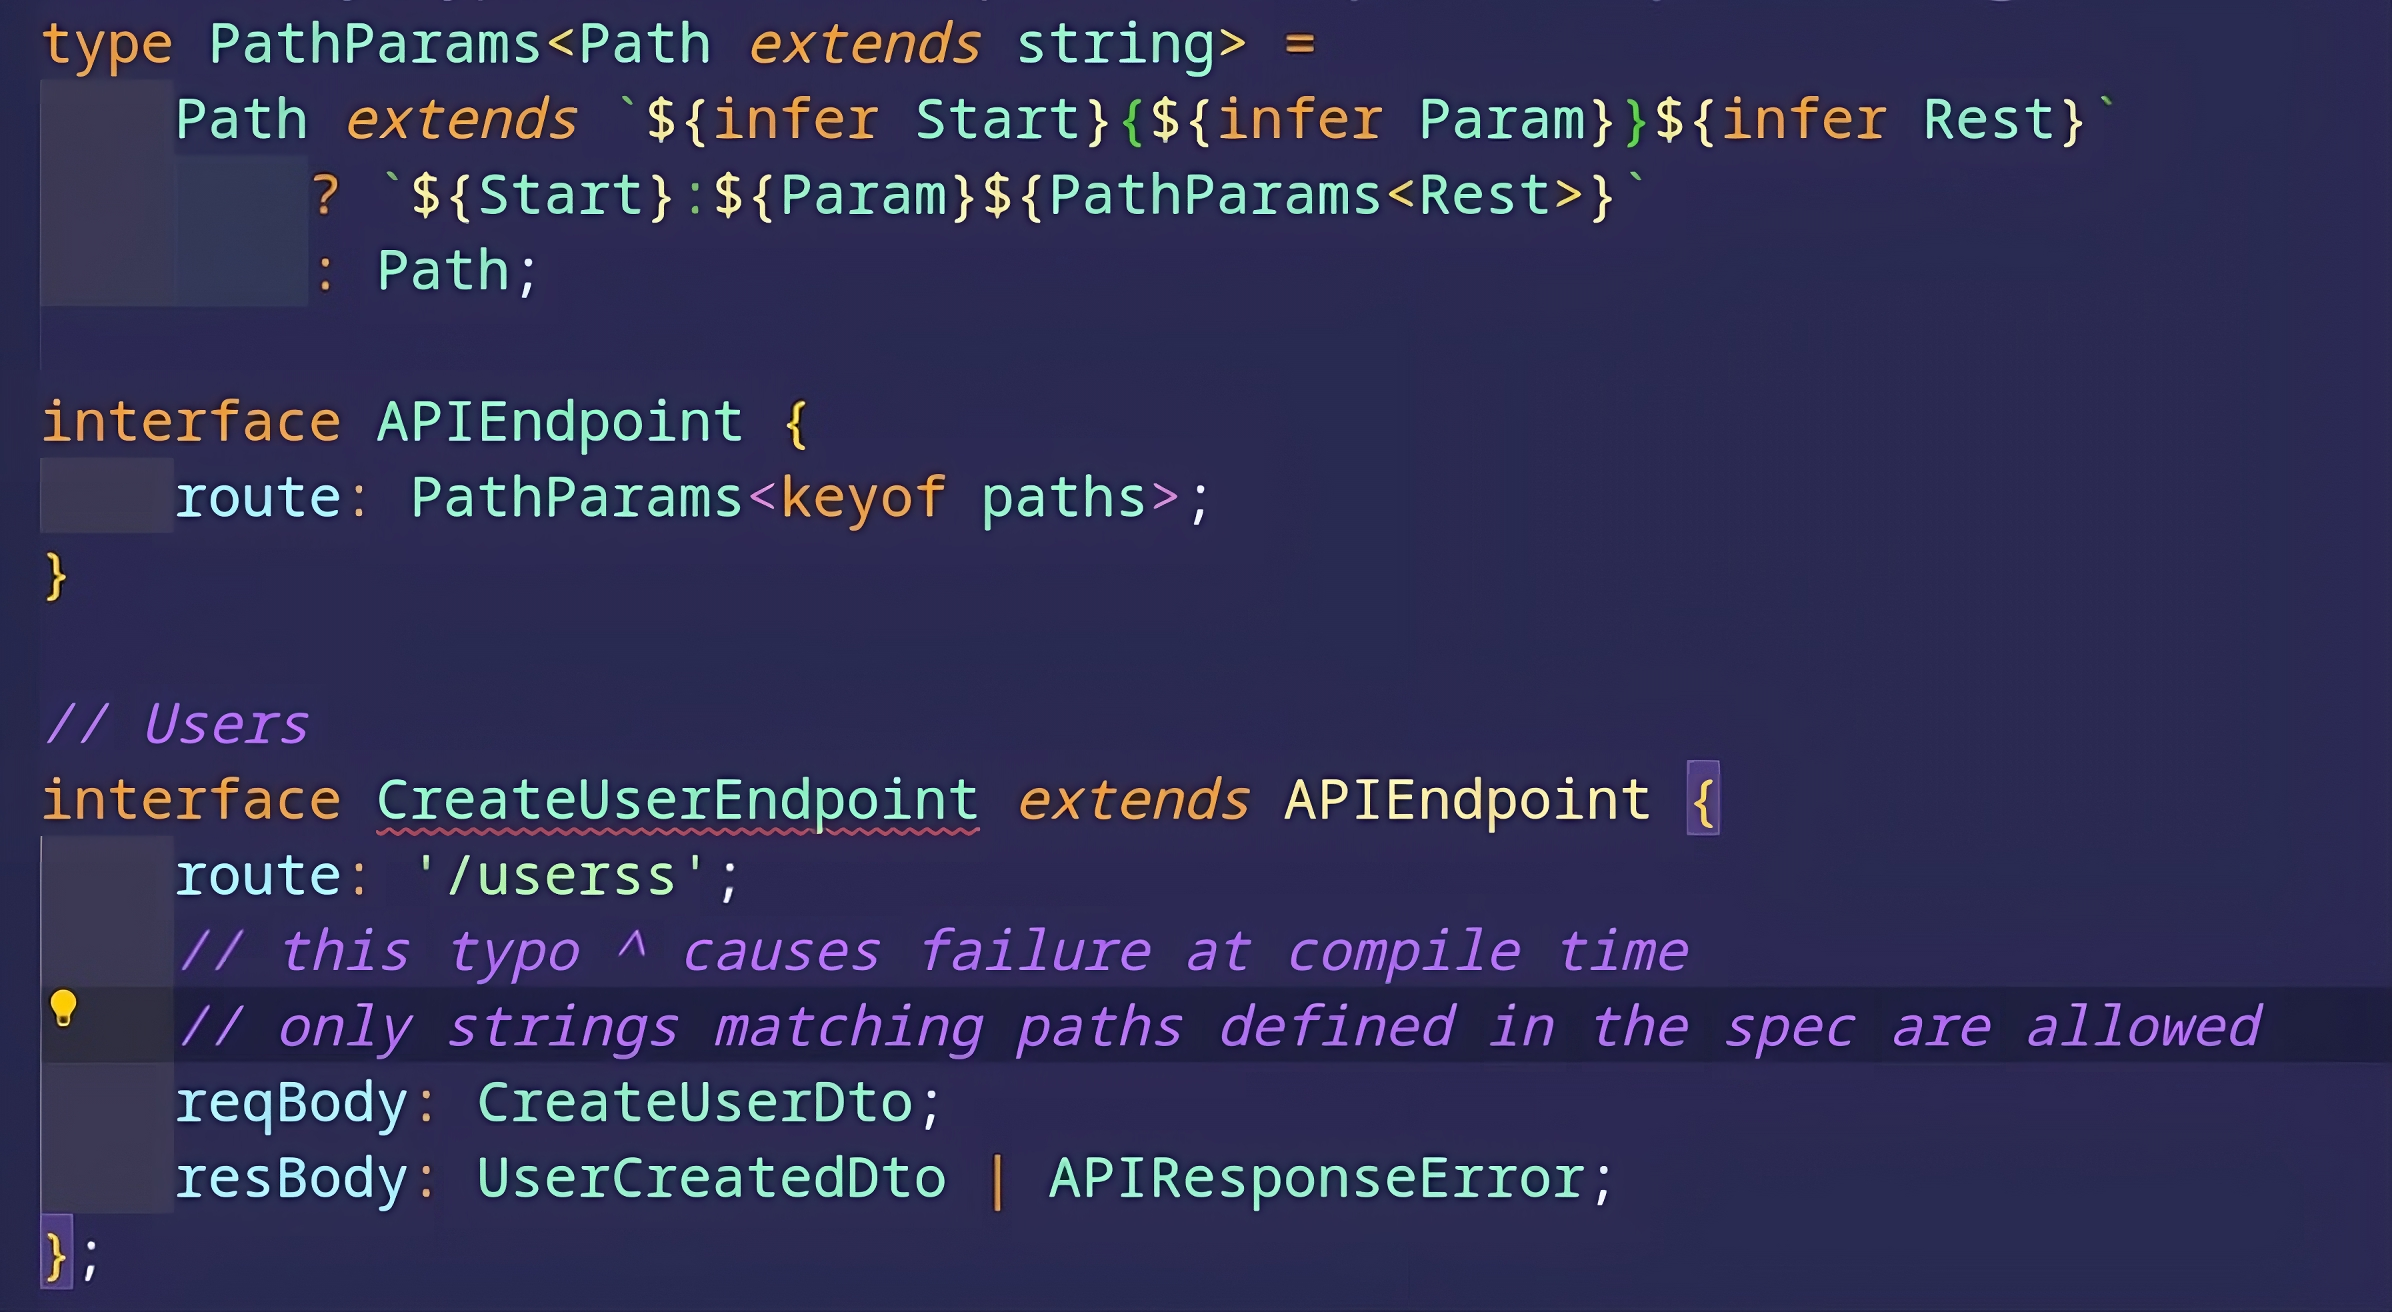 type PathParams<Path extends string> =
    Path extends `${infer Start}{${infer Param}}${infer Rest}`
        ? `${Start}:${Param}${PathParams<Rest>}`
        : Path;

interface APIEndpoint {
    route: PathParams<keyof paths>;
}

// Users
interface CreateUserEndpoint extends APIEndpoint {
    route: '/userss';
    // this typo ^ causes failure at compile time
    // only strings matching paths defined in the spec are allowed
    reqBody: CreateUserDto;
    resBody: UserCreatedDto | APIResponseError;
};